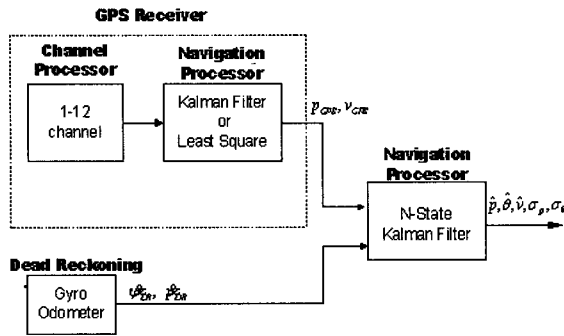 GPS Receiver
Channel
Processor
Navigation
Processor
1-12
channel
Kalman Filter
or
Least Square
Navigation
Processor
N-State
Kalman Filter
Dead Reckoning
Gyro
Odometer